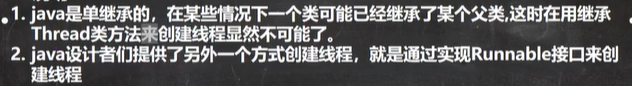 1. java是单继承的，在某些情况下一个类可能已经继承了某个父类,这时在用继承
Thread类方法来创建线程显然不可能了。
2. java设计者们提供了另外一个方式创建线程，就是通过实现Runnable接口来创
建线程